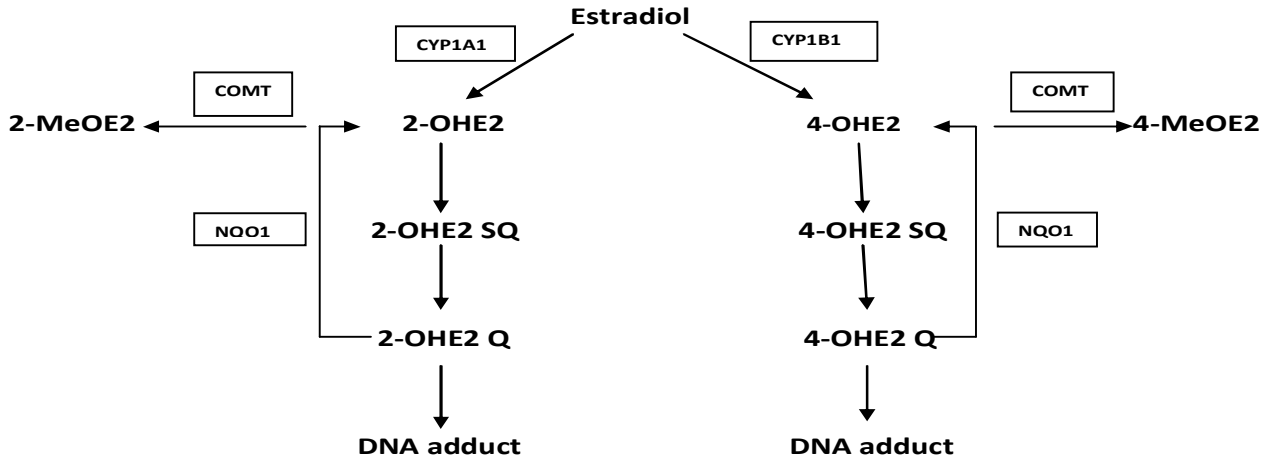 Estradiol
CYP1A1
CYP1B1
COMT
COMT
2-MeOE2
2-OHE2
4-OHE2
4-MeOE2
NQO1
2-OHE2 SQ
4-OHE2 SQ
NQO1
2-OHE2 Q
4-OHE2 Q
DNA adduct
DNA adduct